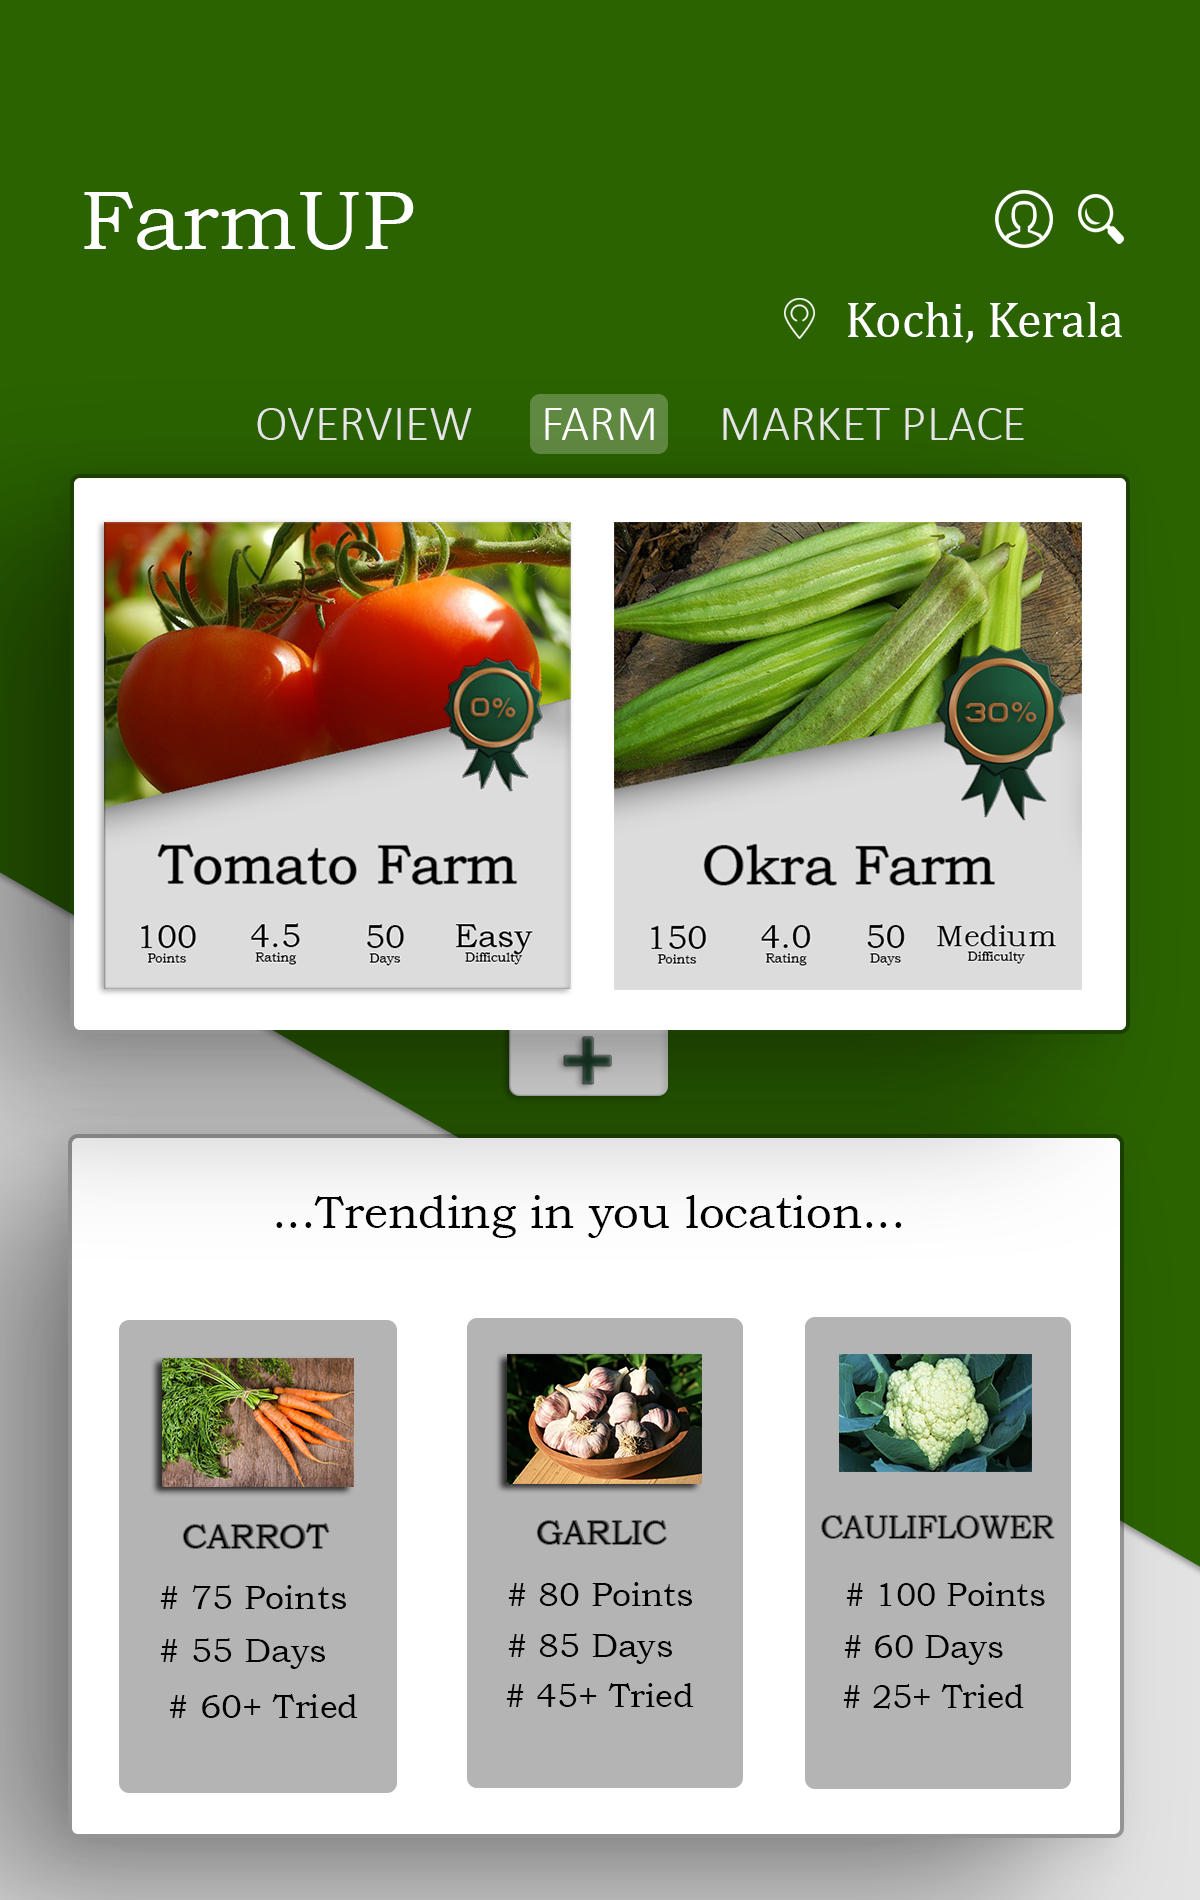 FarmUP
Kochi, Kerala
OVERVIEW FARM MARKET PLACE
0%
30%
Tomato Farm
100 4.5 50 Easy
Points Rating Days Difficulty
Okra Farm
150 4.0 50 Medium
Points Rating Days Difficulty
...Trending in you location...
CARROT
# 75 Points
# 55 Days
# 60+ Tried
GARLIC
# 80 Points
# 85 Days
# 45+ Tried
CAULIFLOWER
# 100 Points
# 60 Days
# 25+ Tried